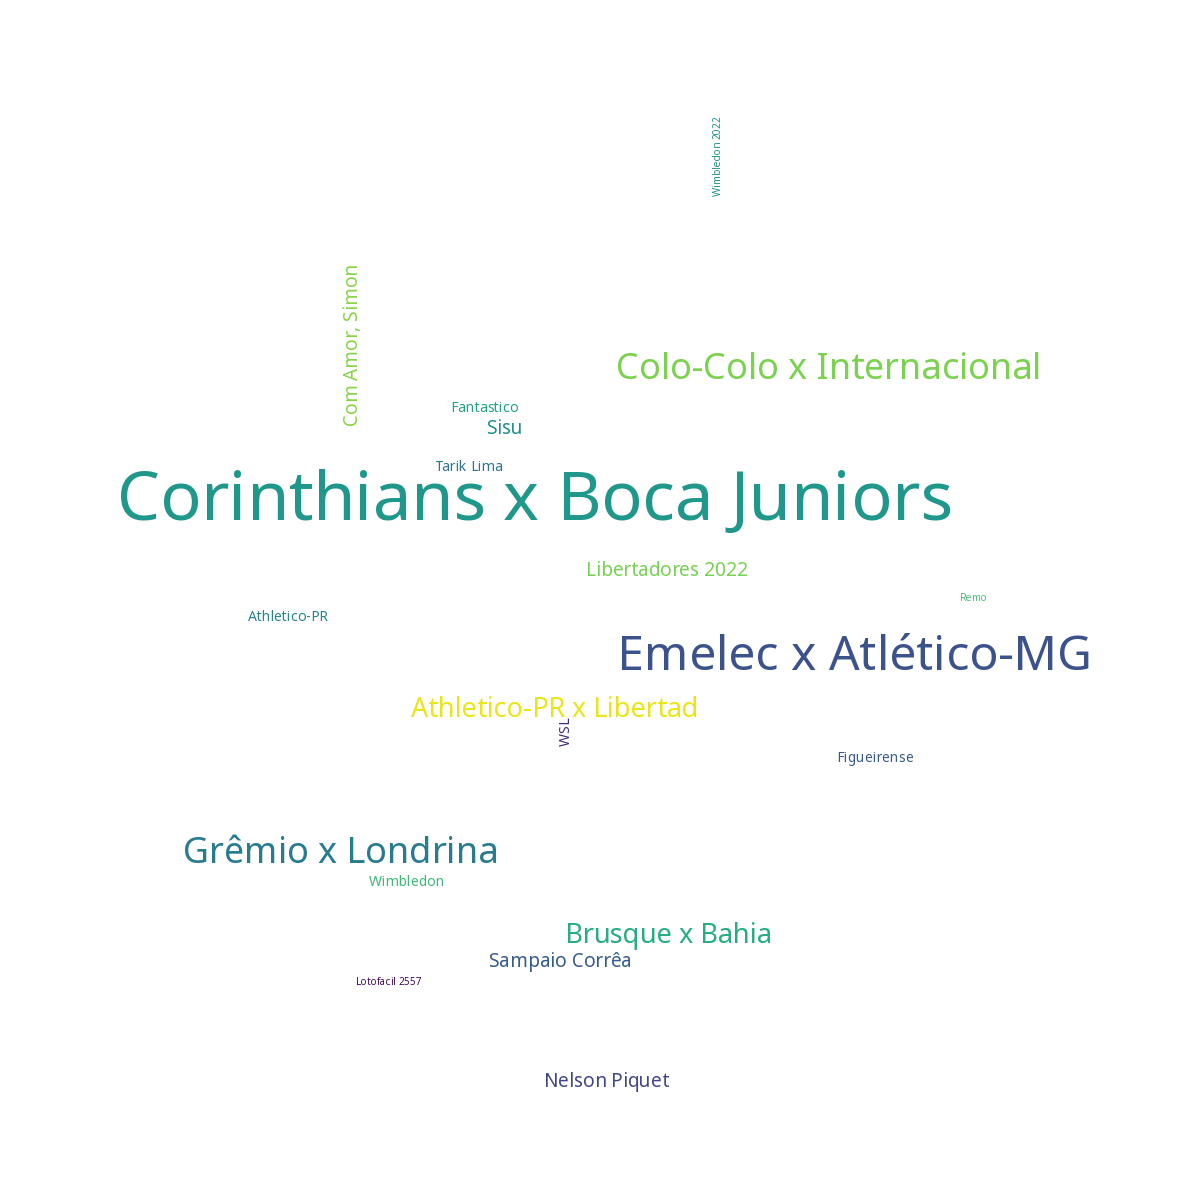 Wimbledon 2022
Com Amor, Simon
Colo-Colo x Internacional
Fantastico
Sisu
Tarik Lima
Corinthians x Boca Juniors
Libertadores 2022
Remo
Athletico-PR
Emelec x Atlético-MG
Athletico-PR x Libertad
WSL
Figueirense
Grêmio x Londrina
Wimbledon
Brusque x Bahia
Sampaio Corrêa
Lotofacil 2557
Nelson Piquet